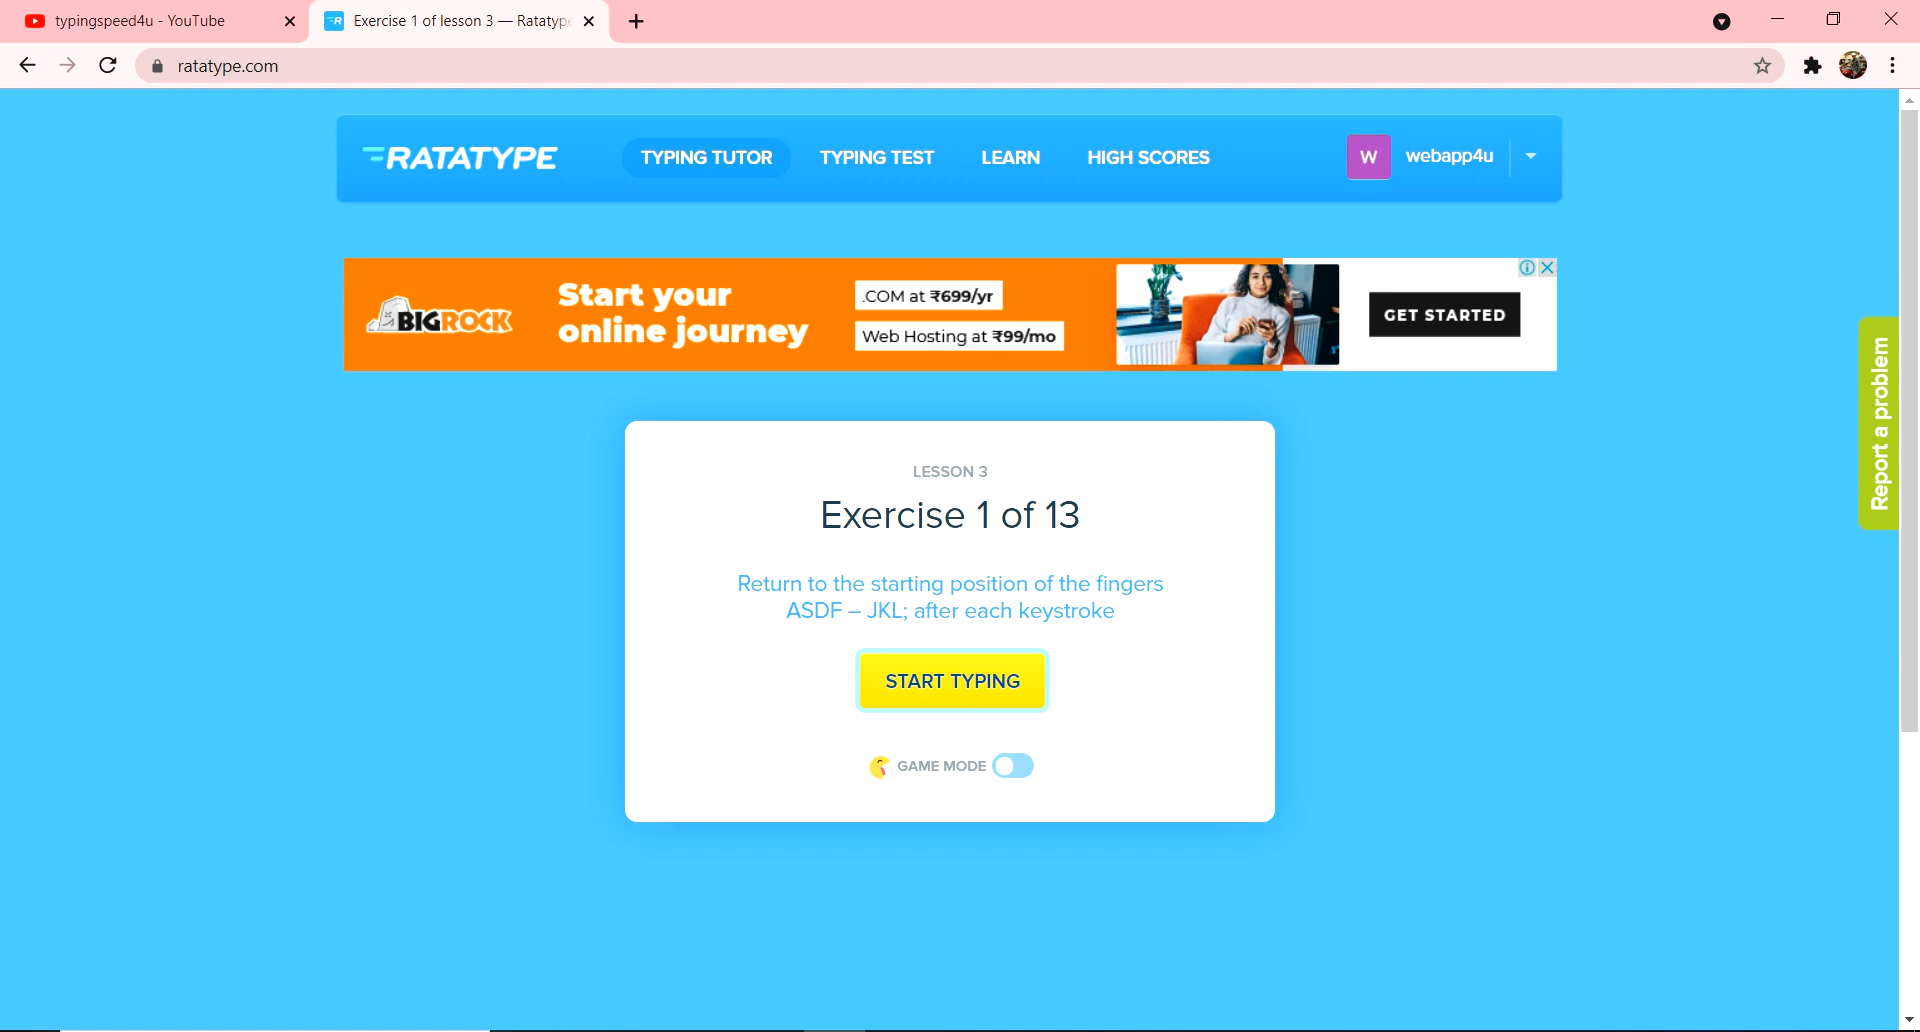 typingspeed4u - YouTube
Exercise 1 of lesson 3 — Ratatype
ratatype.com
RATATYPE
TYPING TUTOR
TYPING TEST
LEARN
HIGH SCORES
W
webapp4u
BIGROCK
Start your
online journey
.COM at ₹699/yr
Web Hosting at ₹99/mo
GET STARTED
Report a problem
LESSON 3
Exercise 1 of 13
Return to the starting position of the fingers
ASDF – JKL; after each keystroke
START TYPING
GAME MODE